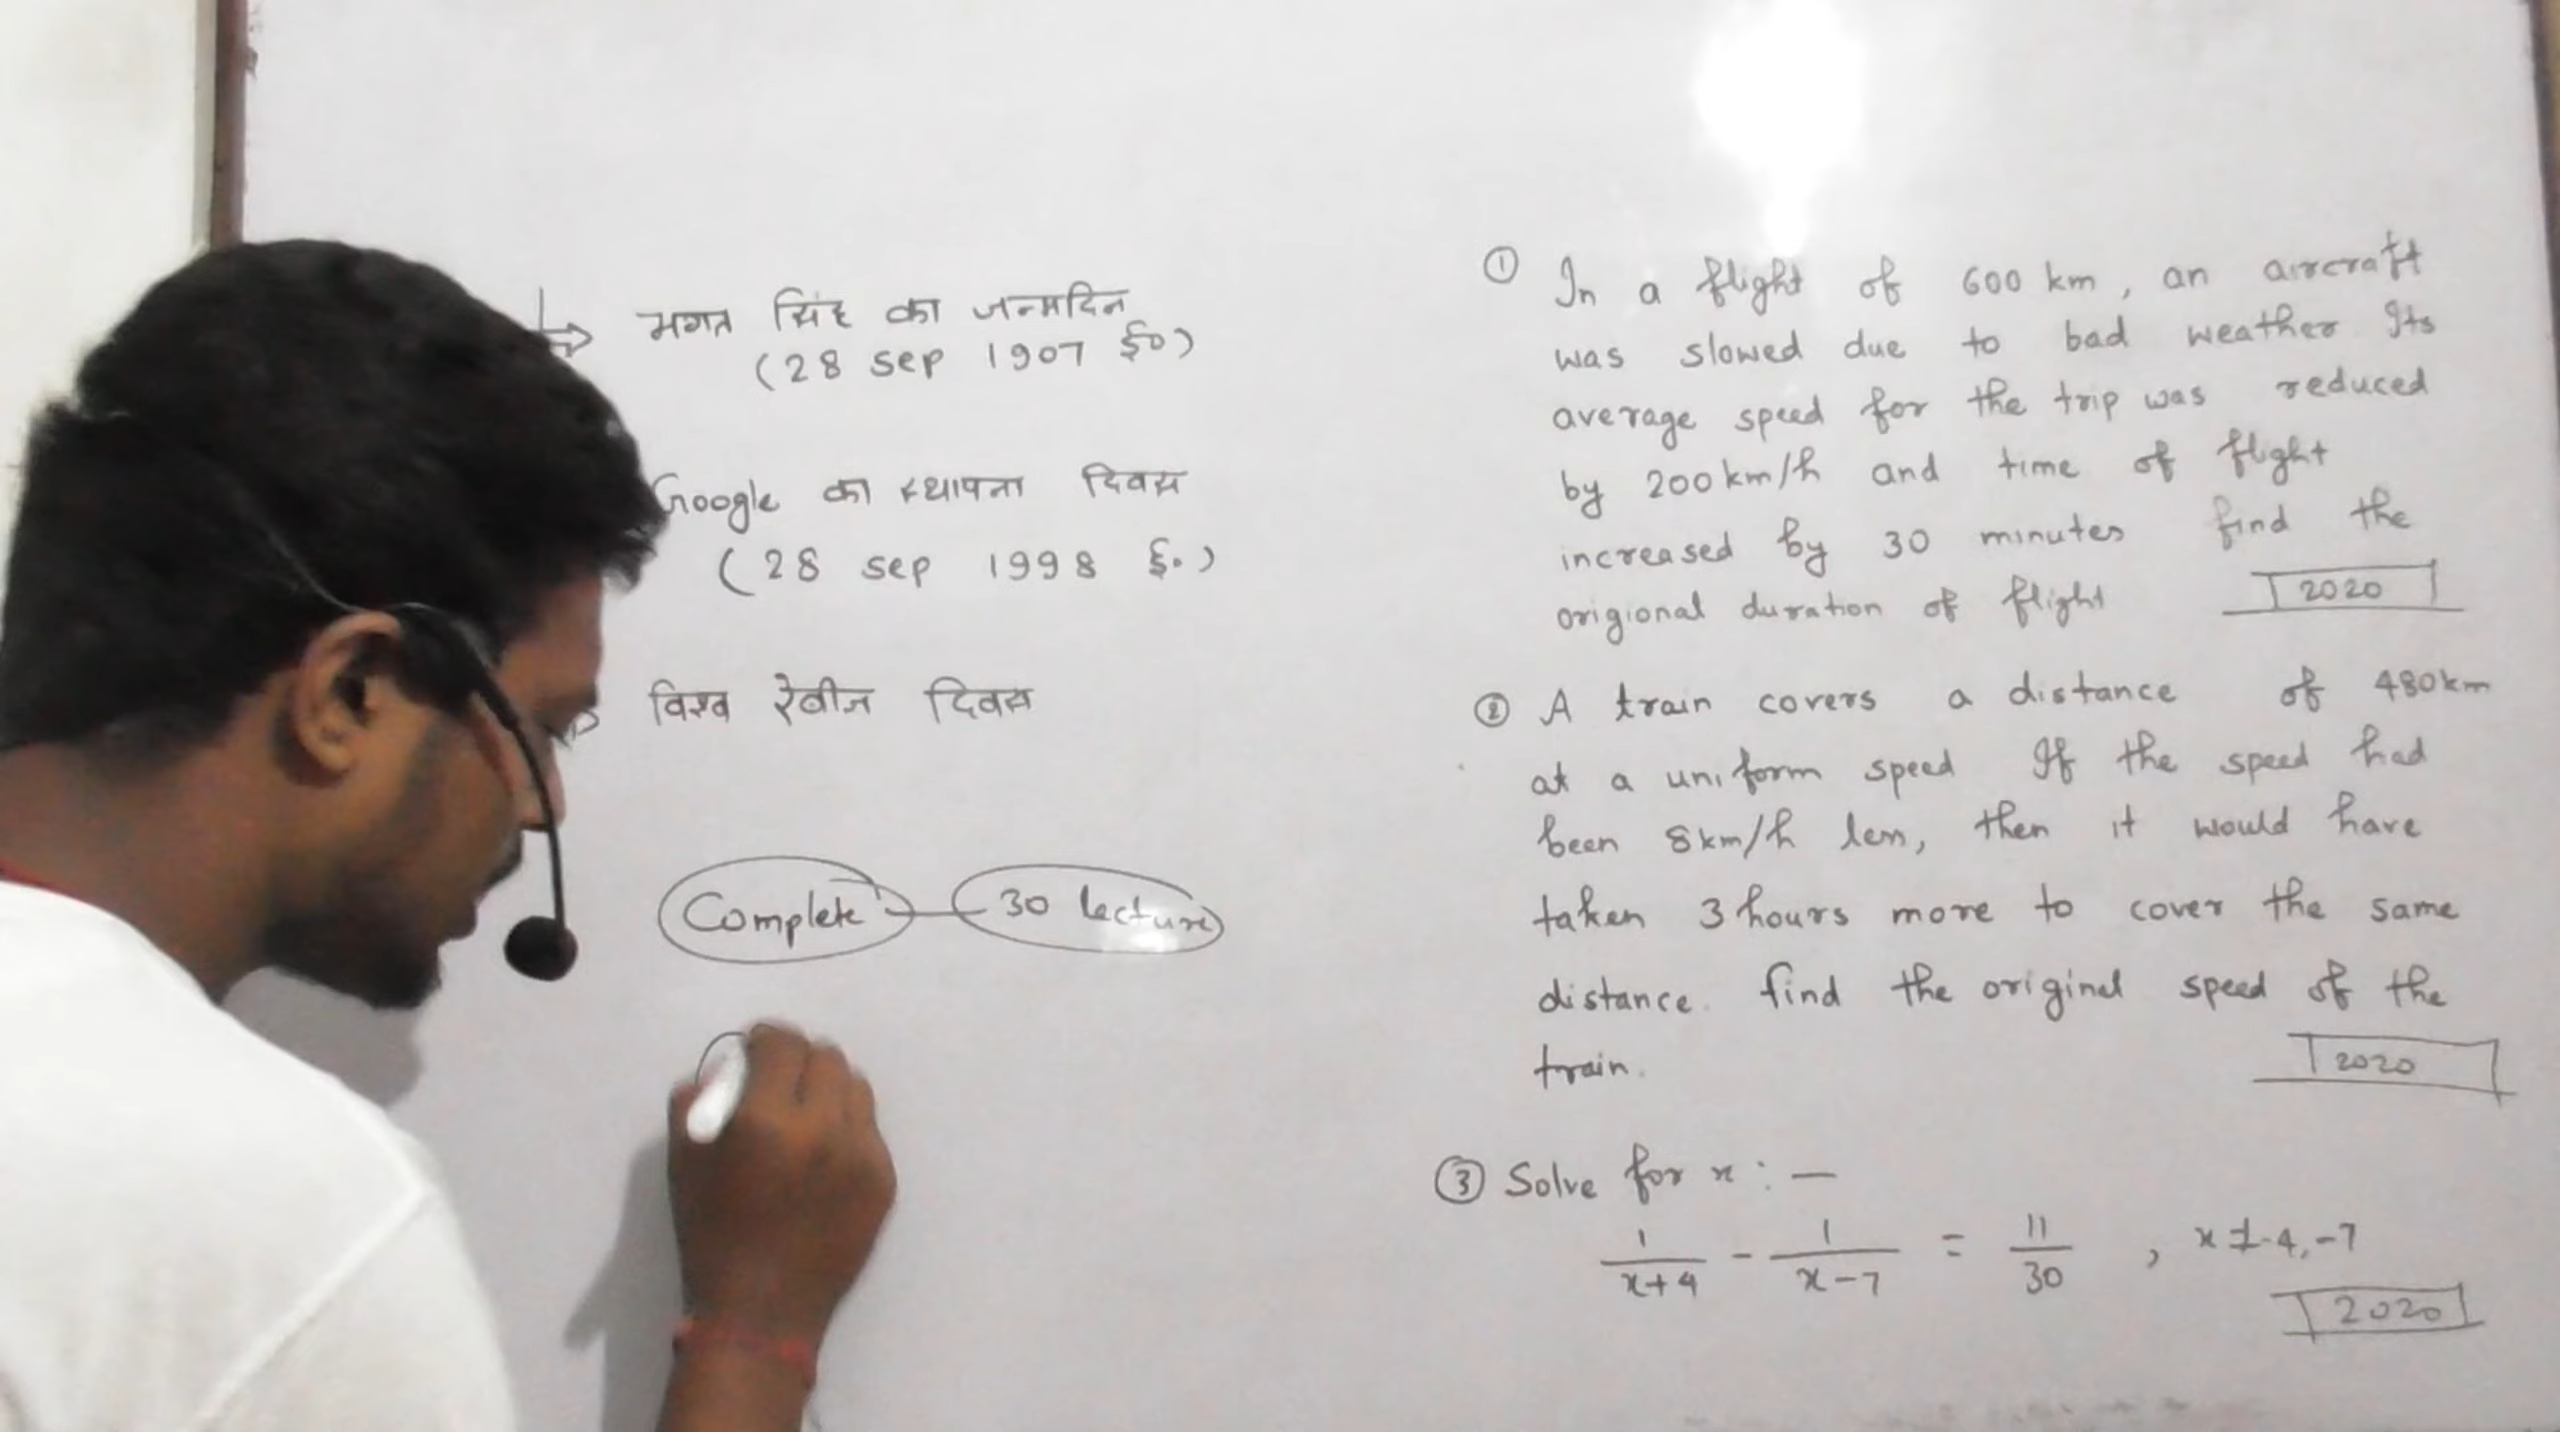 भगत सिंह का जन्मदिन
(28 sep 1907 ई०)
Google का स्थापना दिवस
(28 sep 1998 ई.)
विश्व रेबीज दिवस
Complete — 30 lecture
① In a flight of 600 km, an aircraft
was slowed due to bad weather Its
average speed for the trip was reduced
by 200 km/h and time of flight
increased by 30 minutes find the
origional duration of flight
2020
② A train covers a distance of 480km
at a uniform speed If the speed had
been 8km/h less, then it would have
taken 3 hours more to cover the same
distance. find the original speed of the
train.
2020
③ Solve for x : —
1/(x+4) - 1/(x-7) = 11/30 , x ≠ -4, -7
2020